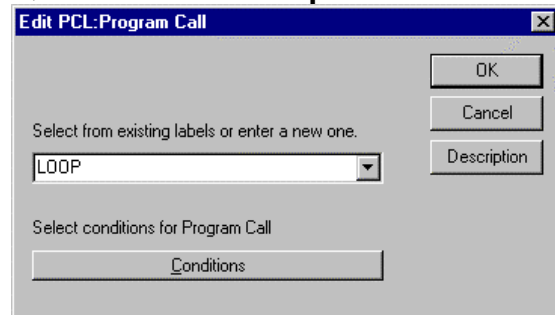 Edit PCL:Program Call
OK
Cancel
Select from existing labels or enter a new one.
Description
LOOP
Select conditions for Program Call
Conditions